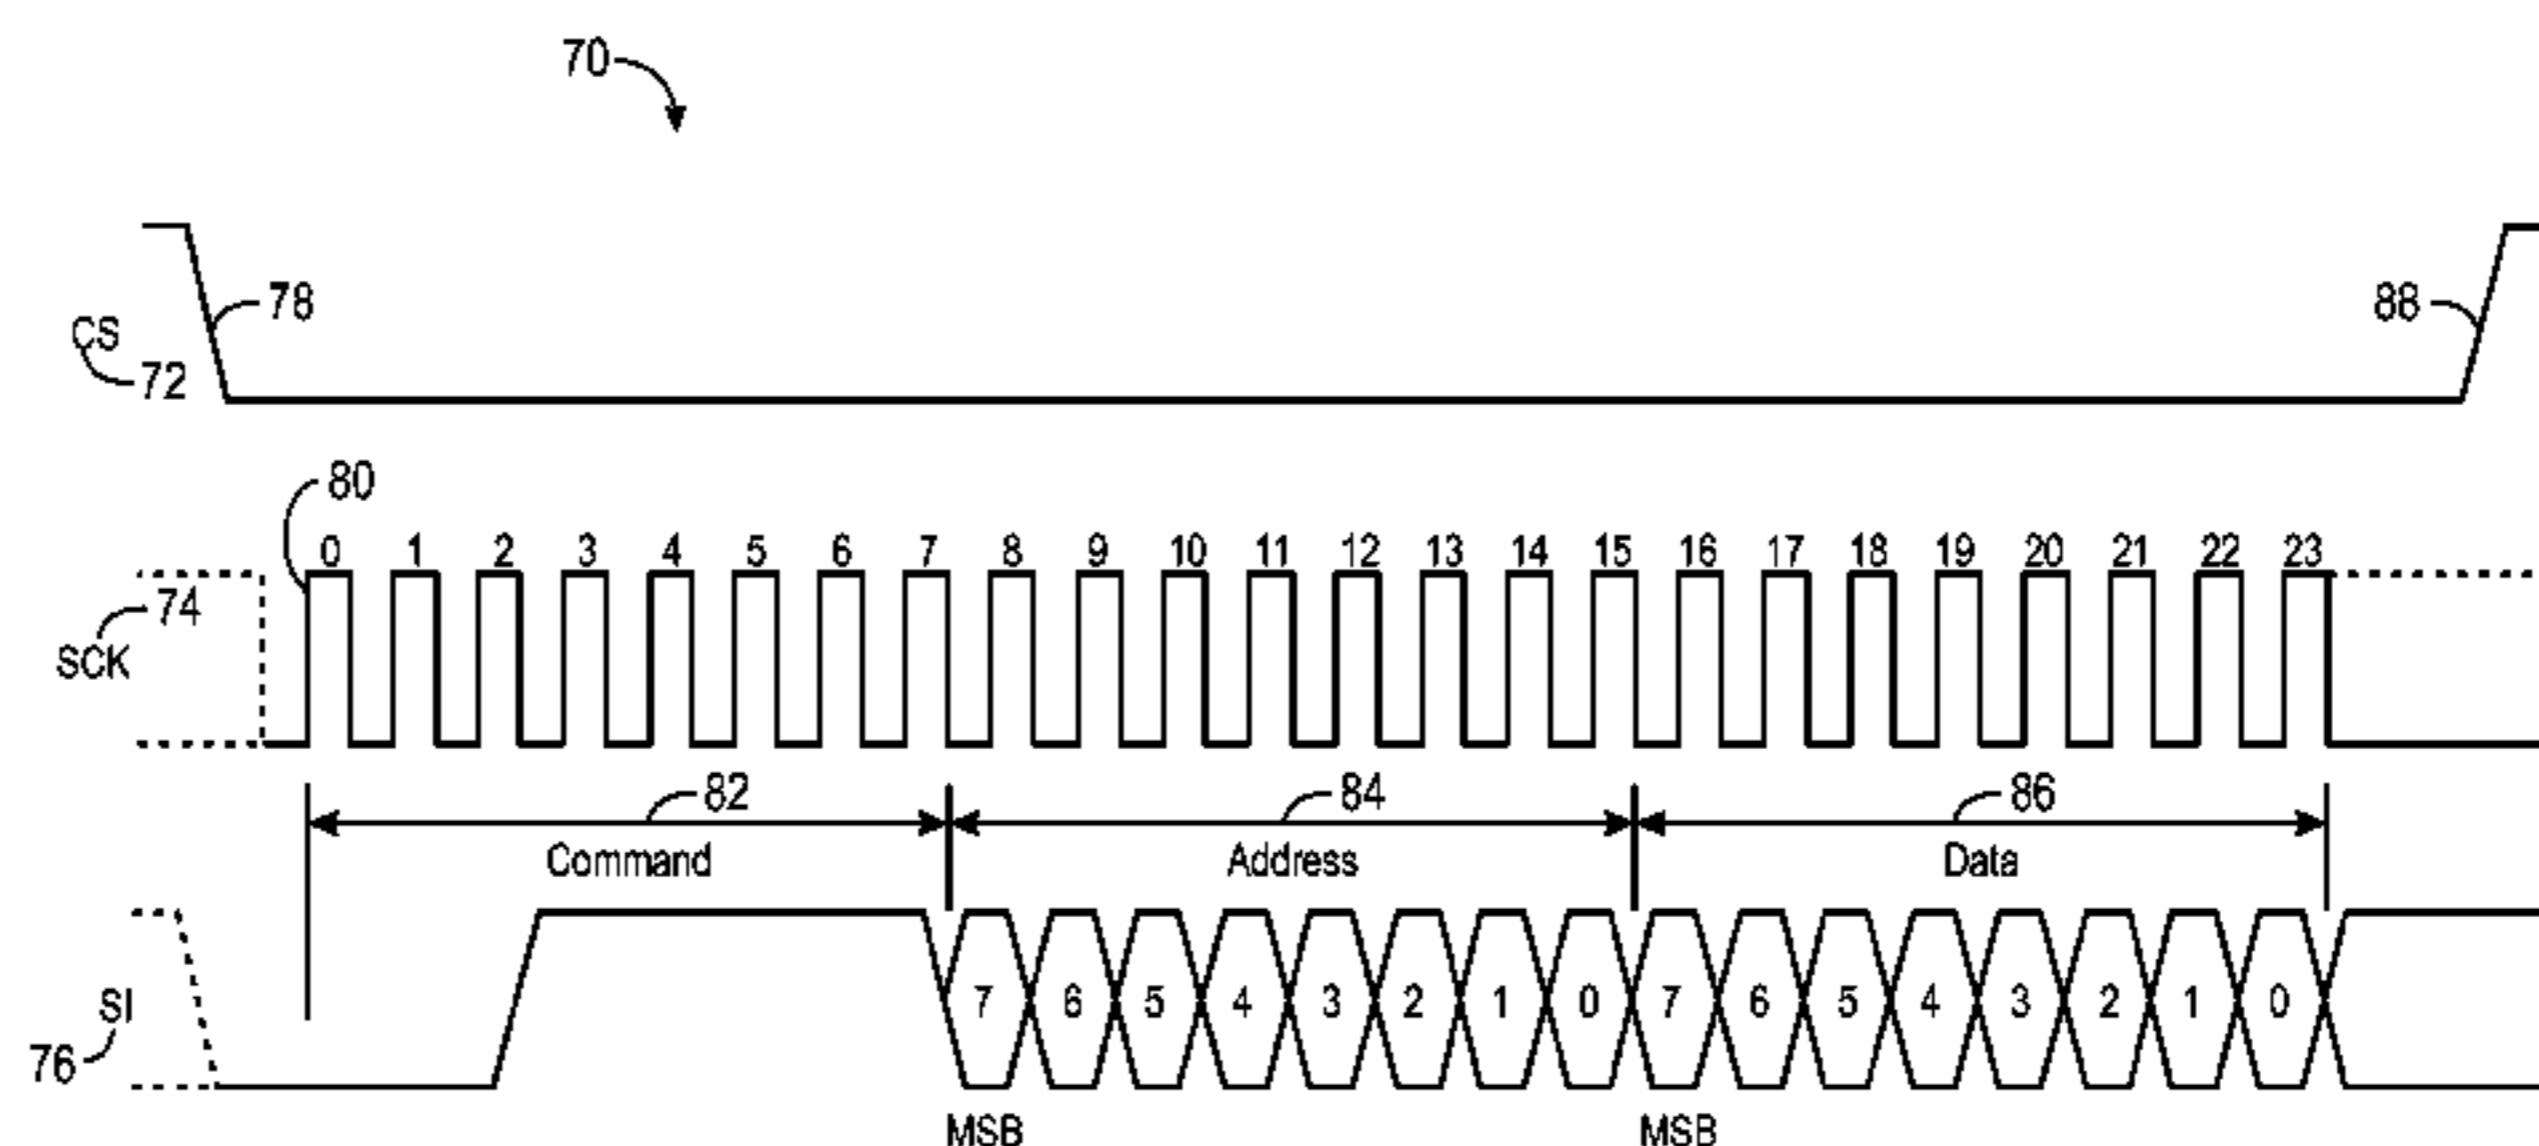 70
78
88
CS
72
80
0 1 2 3 4 5 6 7 8 9 10 11 12 13 14 15 16 17 18 19 20 21 22 23
74
SCK
82 84 86
Command Address Data
SI
7 6 5 4 3 2 1 0 7 6 5 4 3 2 1 0
76
MSB MSB